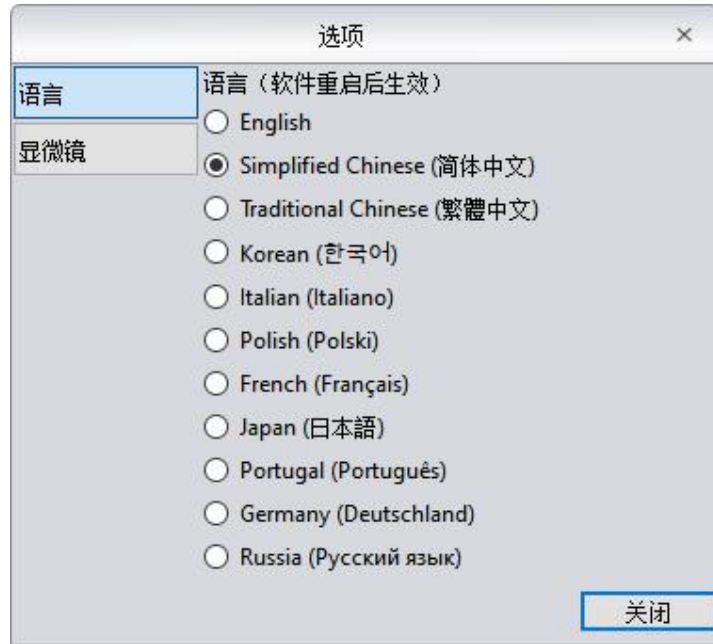 选项
语言
显微镜
语言（软件重启后生效）
English
Simplified Chinese (简体中文)
Traditional Chinese (繁體中文)
Korean (한국어)
Italian (Italiano)
Polish (Polski)
French (Français)
Japan (日本語)
Portugal (Português)
Germany (Deutschland)
Russia (Русский язык)
关闭